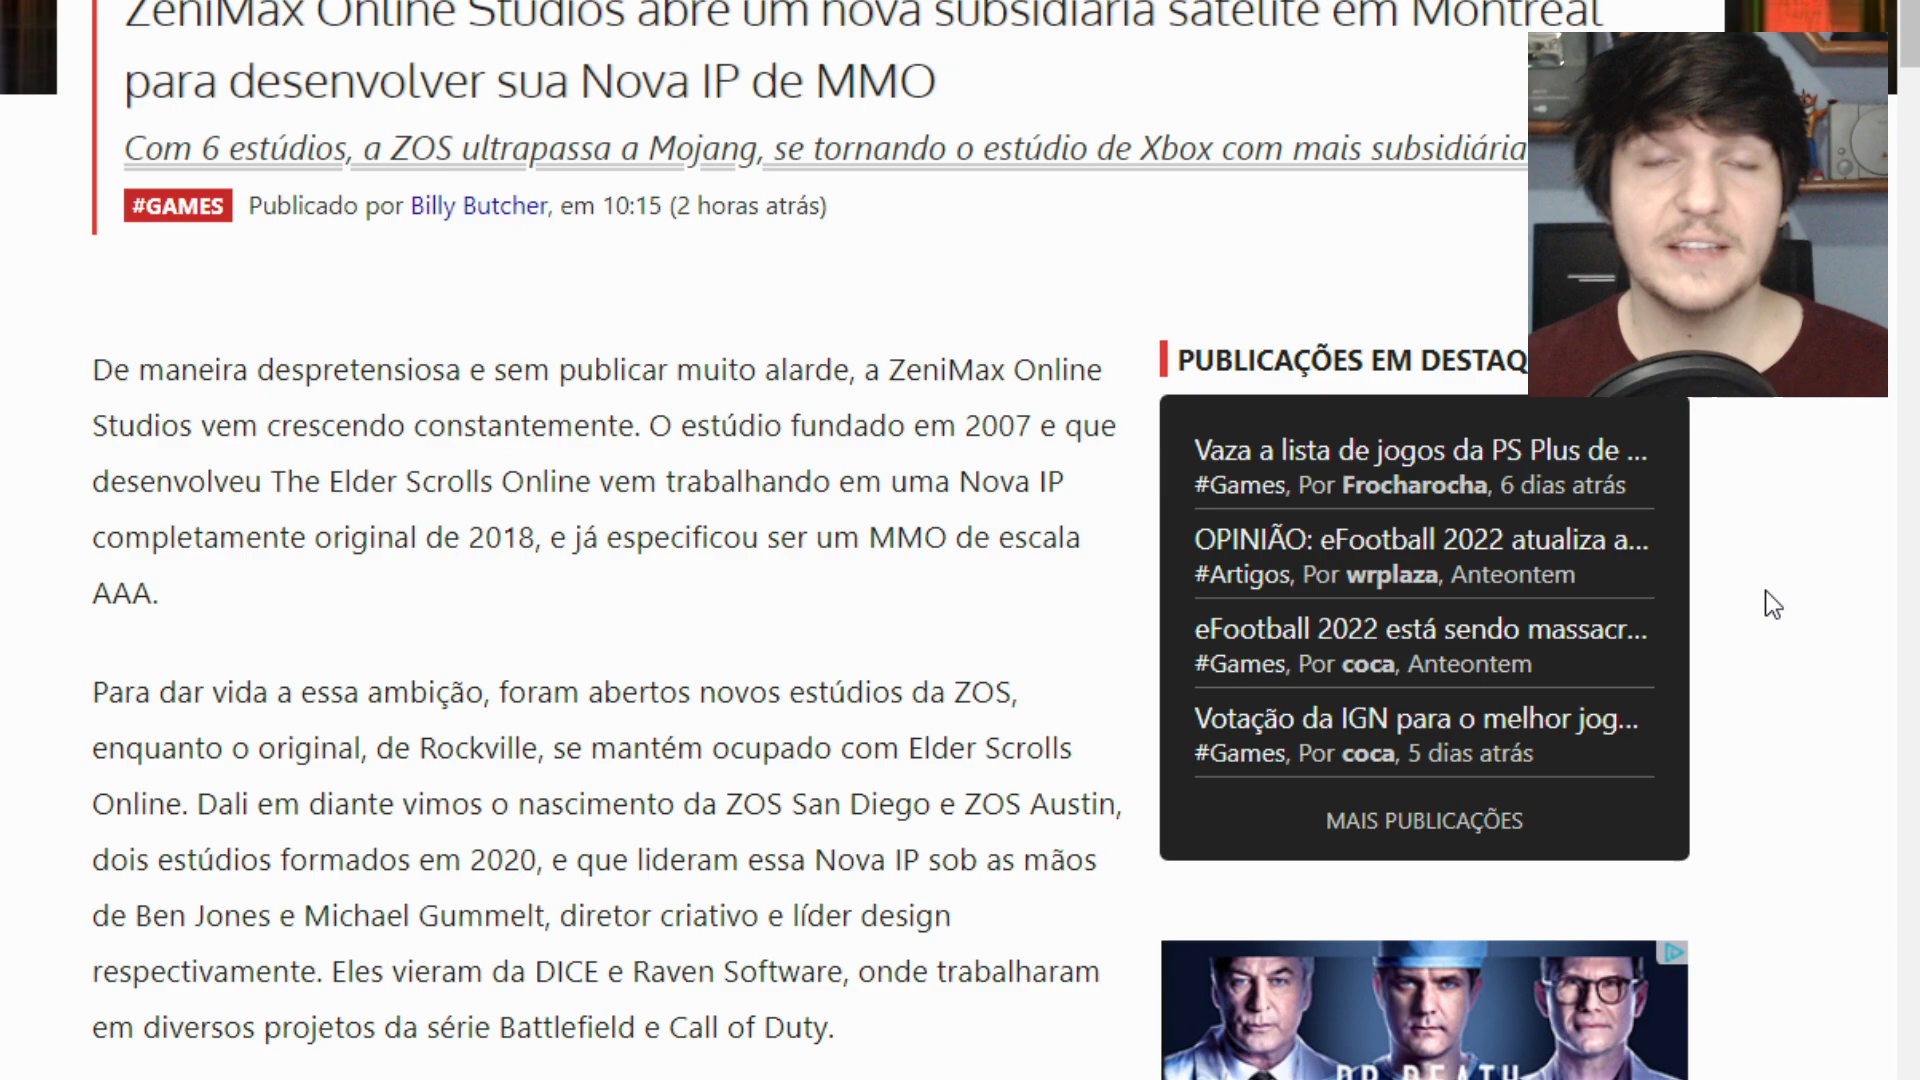 ZeniMax Online Studios abre um nova subsidiária satélite em Montreal
para desenvolver sua Nova IP de MMO
Com 6 estúdios, a ZOS ultrapassa a Mojang, se tornando o estúdio de Xbox com mais subsidiária
#GAMES Publicado por Billy Butcher, em 10:15 (2 horas atrás)
De maneira despretensiosa e sem publicar muito alarde, a ZeniMax Online
Studios vem crescendo constantemente. O estúdio fundado em 2007 e que
desenvolveu The Elder Scrolls Online vem trabalhando em uma Nova IP
completamente original de 2018, e já especificou ser um MMO de escala
AAA.
Para dar vida a essa ambição, foram abertos novos estúdios da ZOS,
enquanto o original, de Rockville, se mantém ocupado com Elder Scrolls
Online. Dali em diante vimos o nascimento da ZOS San Diego e ZOS Austin,
dois estúdios formados em 2020, e que lideram essa Nova IP sob as mãos
de Ben Jones e Michael Gummelt, diretor criativo e líder design
respectivamente. Eles vieram da DICE e Raven Software, onde trabalharam
em diversos projetos da série Battlefield e Call of Duty.
PUBLICAÇÕES EM DESTAQ
Vaza a lista de jogos da PS Plus de ...
#Games, Por Frocharocha, 6 dias atrás
OPINIÃO: eFootball 2022 atualiza a...
#Artigos, Por wrplaza, Anteontem
eFootball 2022 está sendo massacr...
#Games, Por coca, Anteontem
Votação da IGN para o melhor jog...
#Games, Por coca, 5 dias atrás
MAIS PUBLICAÇÕES
DR. DEATH